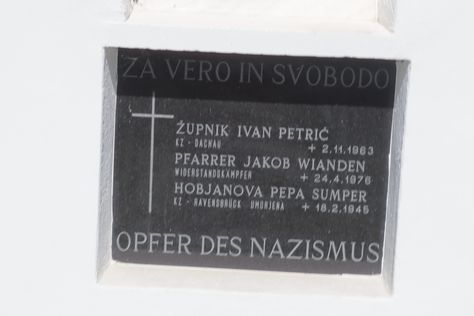 ZA VERO IN SVOBODO
ŽUPNIK IVAN PETRIČ
KZ - DACHAU + 2.11.1963
PFARRER JAKOB WIANDEN
WIDERSTANDSKÄMPFER + 24.4.1976
HOBJANOVA PEPA SUMPER
KZ - RAVENSBRÜCK UMORJENA + 18.2.1945
OPFER DES NAZISMUS